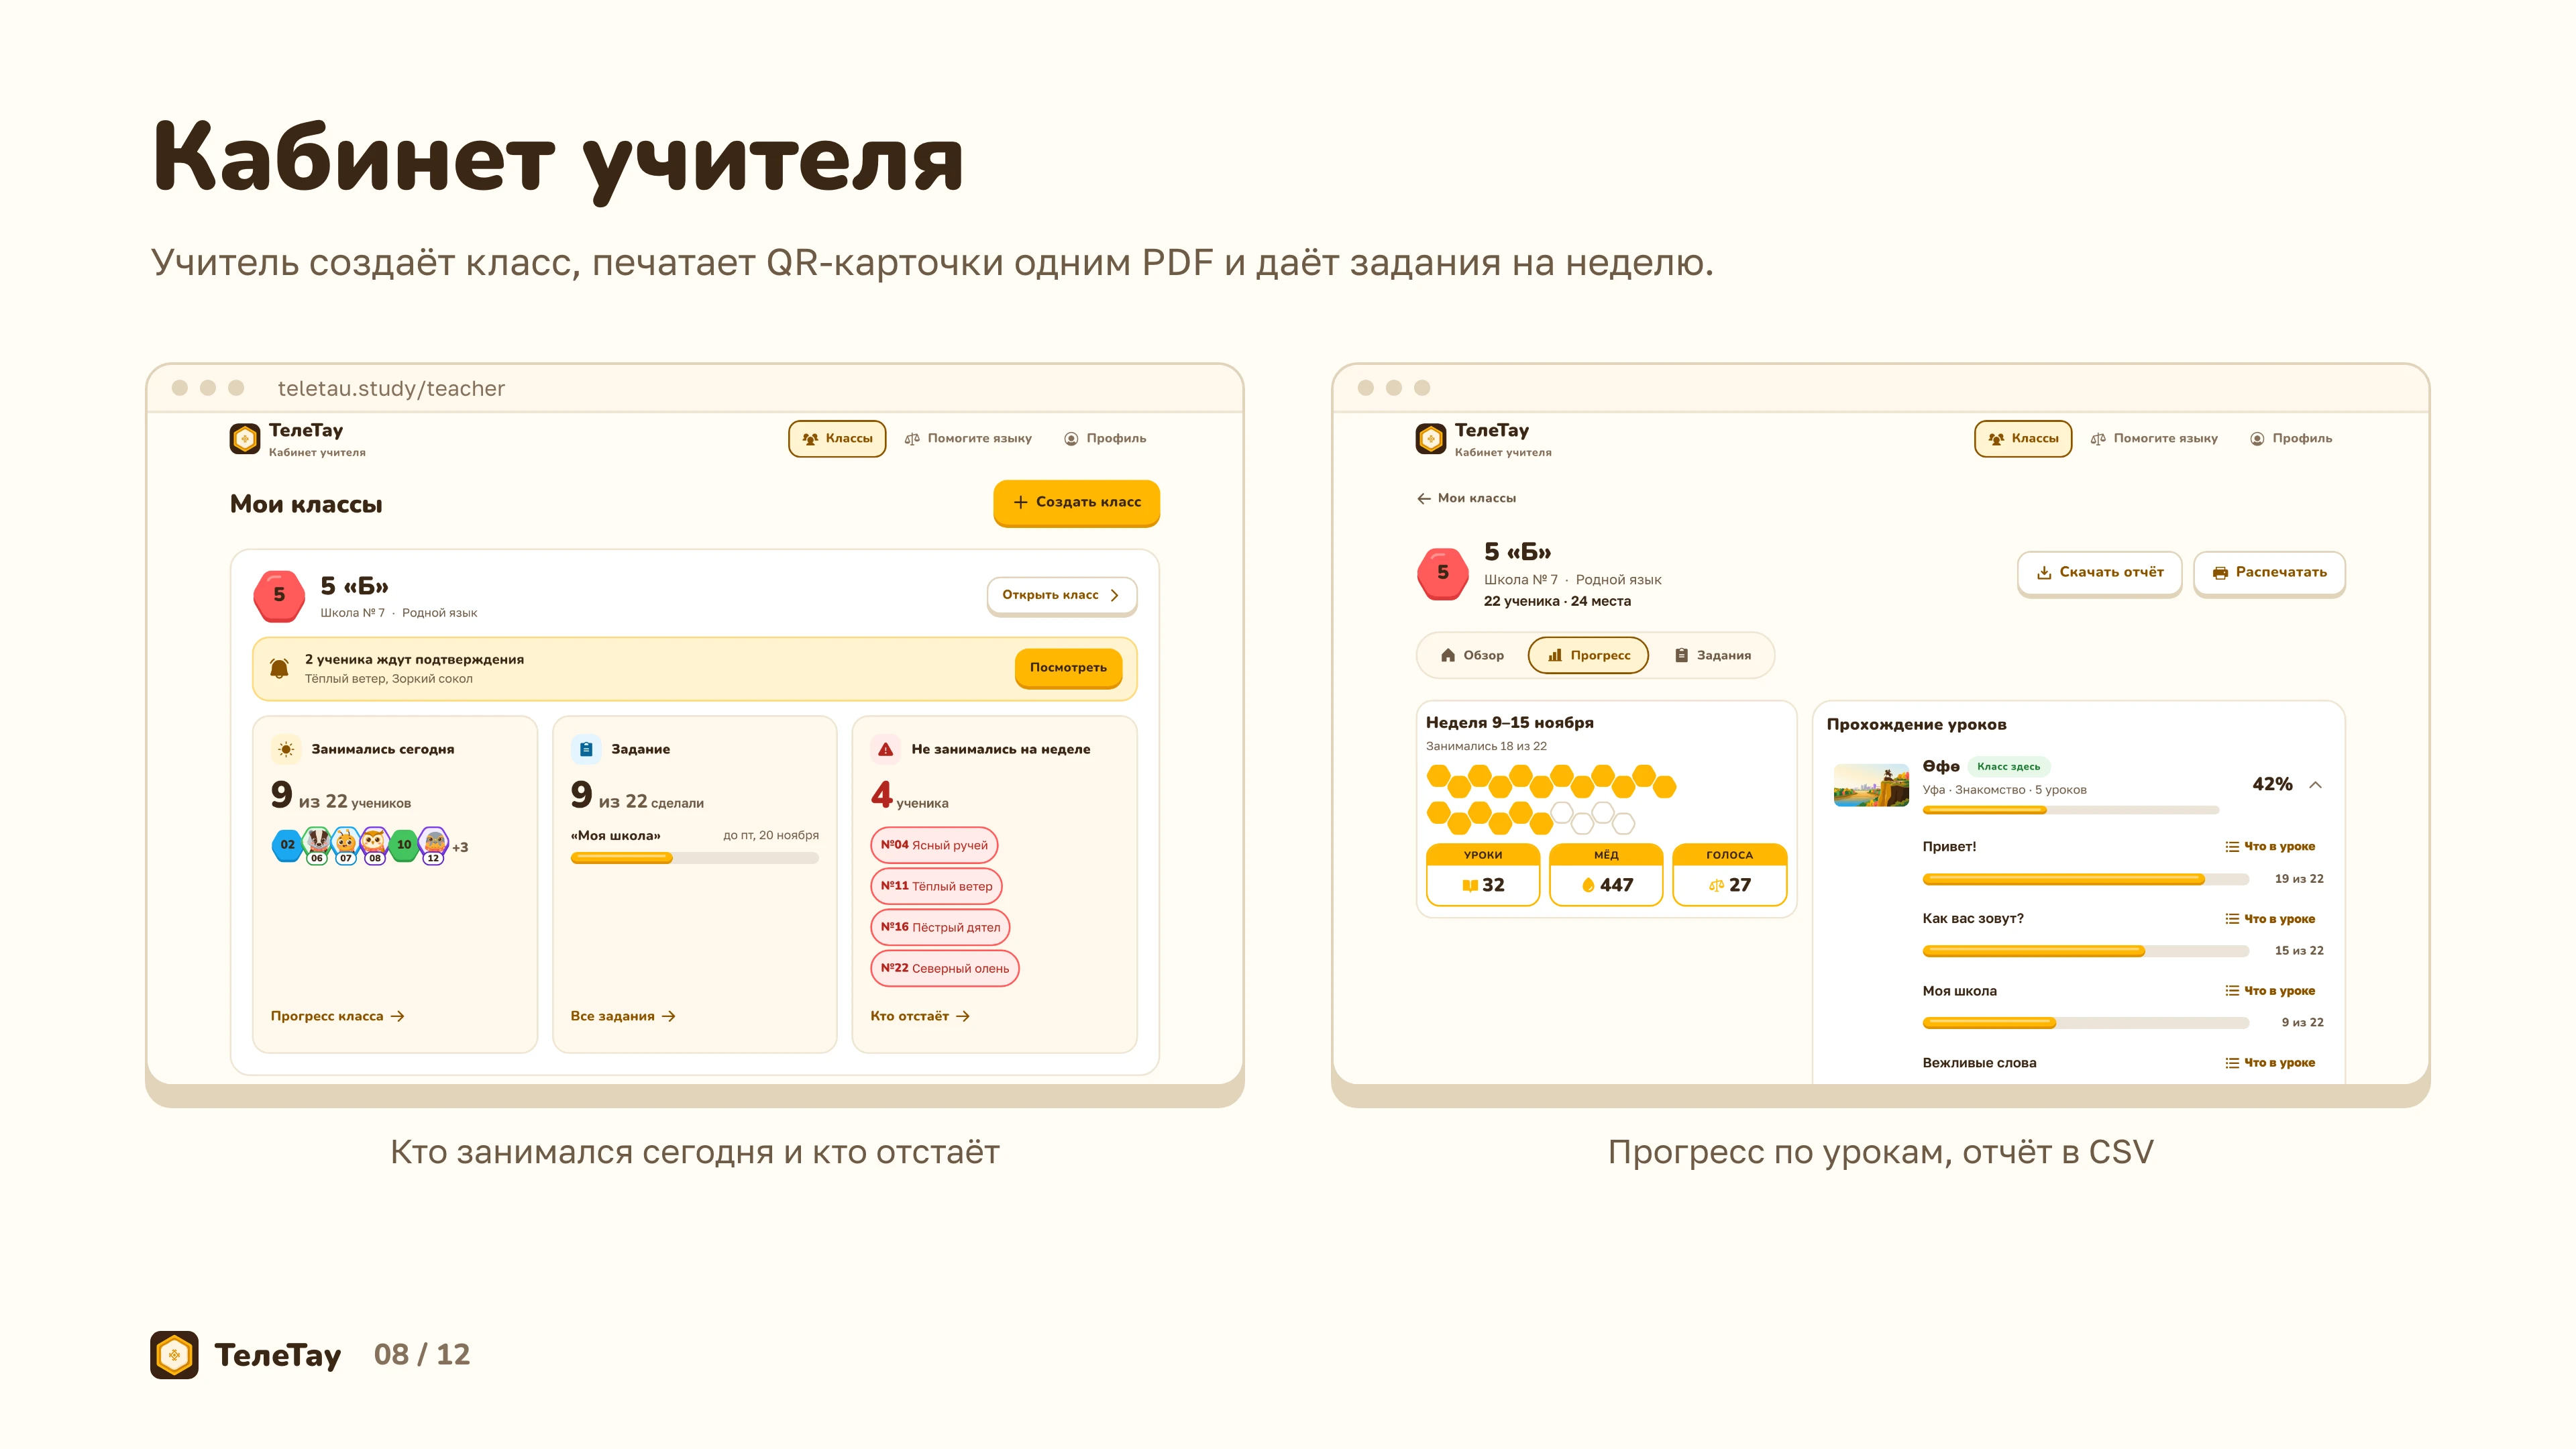 Кабинет учителя
Учитель создаёт класс, печатает QR-карточки одним PDF и даёт задания на неделю.
teletau.study/teacher
ТелеТау
Кабинет учителя
Классы
Помогите языку
Профиль
Мои классы
+ Создать класс
5
5 «Б»
Школа № 7 · Родной язык
Открыть класс
2 ученика ждут подтверждения
Тёплый ветер, Зоркий сокол
Посмотреть
Занимались сегодня
9 из 22 учеников
02 06 07 08 10 12 +3
Прогресс класса →
Задание
9 из 22 сделали
«Моя школа» до пт, 20 ноября
Все задания →
Не занимались на неделе
4 ученика
№04 Ясный ручей
№11 Тёплый ветер
№16 Пёстрый дятел
№22 Северный олень
Кто отстаёт →
Кто занимался сегодня и кто отстаёт
ТелеТау
Кабинет учителя
Классы
Помогите языку
Профиль
← Мои классы
5
5 «Б»
Школа № 7 · Родной язык
22 ученика · 24 места
Скачать отчёт
Распечатать
Обзор
Прогресс
Задания
Неделя 9–15 ноября
Занимались 18 из 22
УРОКИ
32
МЁД
447
ГОЛОСА
27
Прохождение уроков
Өфө Класс здесь
Уфа · Знакомство · 5 уроков
42%
Привет! Что в уроке
19 из 22
Как вас зовут? Что в уроке
15 из 22
Моя школа Что в уроке
9 из 22
Вежливые слова Что в уроке
Прогресс по урокам, отчёт в CSV
ТелеТау 08 / 12